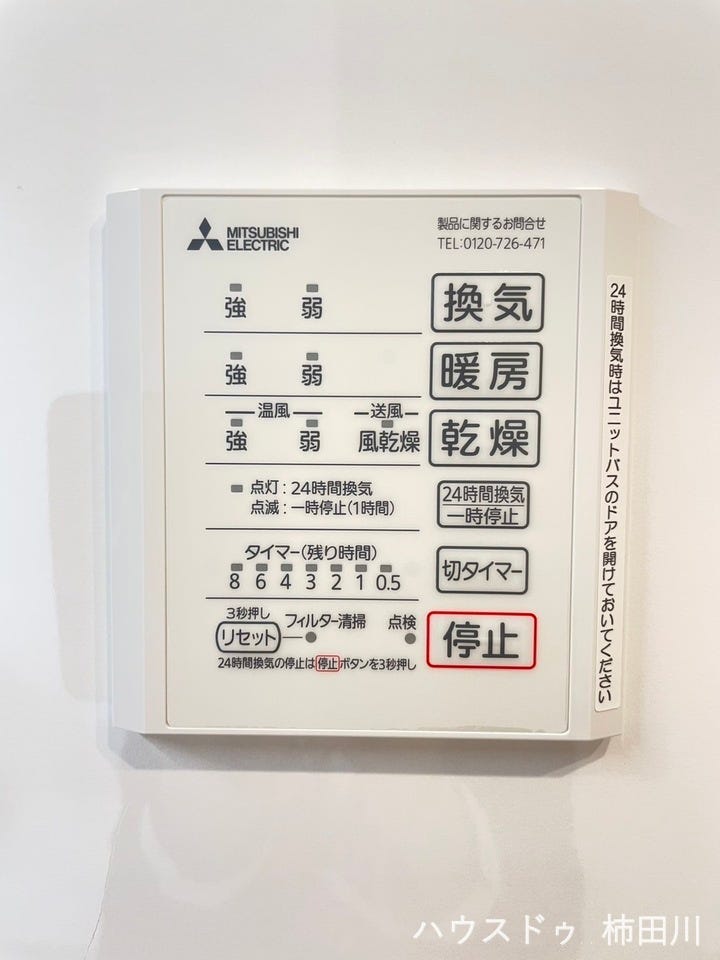 MITSUBISHI
ELECTRIC
製品に関するお問合せ
TEL:0120-726-471
強 弱 換気
強 弱 暖房
温風 送風
強 弱 風乾燥 乾燥
点灯:24時間換気
点滅:一時停止(1時間)
24時間換気
一時停止
タイマー(残り時間)
8 6 4 3 2 1 0.5
切タイマー
3秒押し
リセット フィルター清掃 点検
停止
24時間換気の停止は停止ボタンを3秒押し
24時間換気時はユニットバスのドアを開けておいてください
ハウスドゥ 柿田川